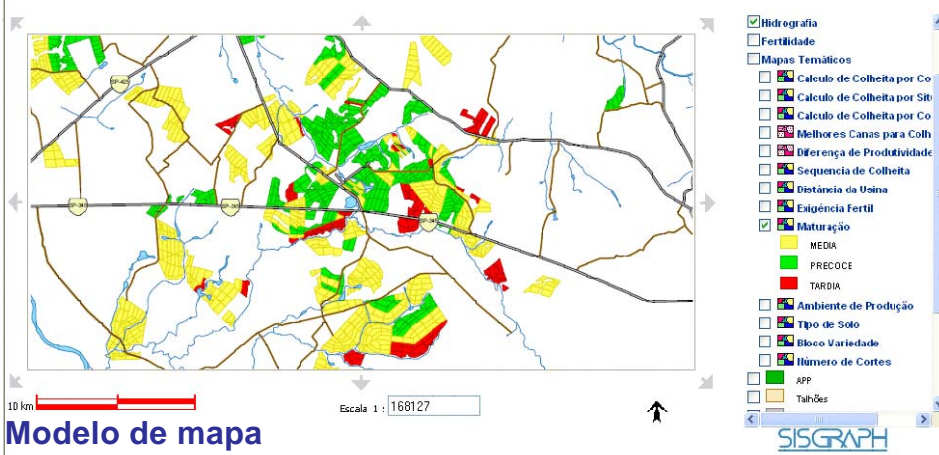 Hidrografia
Fertilidade
Mapas Temáticos
Calculo de Colheita por Co
Calculo de Colheita por Situ
Calculo de Colheita por Co
Melhores Canas para Colh
Diferença de Produtividade
Sequencia de Colheita
Distância da Usina
Exigência Fertil
Maturação
MEDIA
PRECOCE
TARDIA
Ambiente de Produção
Tipo de Solo
Bloco Variedade
Número de Cortes
APP
Talhões
SP-345
10 km
Escala 1 : 168127
Modelo de mapa
SISGRAPH